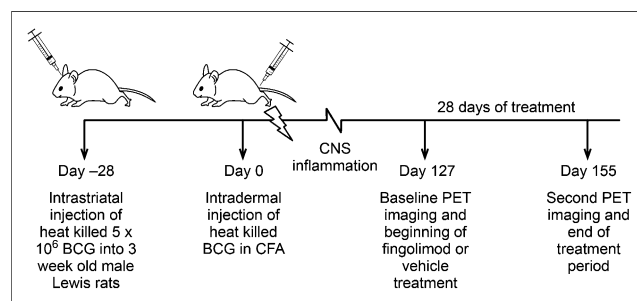 28 days of treatment
CNS
inflammation
Day –28
Intrastriatal
injection of
heat killed 5 x
10⁶ BCG into 3
week old male
Lewis rats
Day 0
Intradermal
injection of
heat killed
BCG in CFA
Day 127
Baseline PET
imaging and
beginning of
fingolimod or
vehicle
treatment
Day 155
Second PET
imaging and
end of
treatment
period